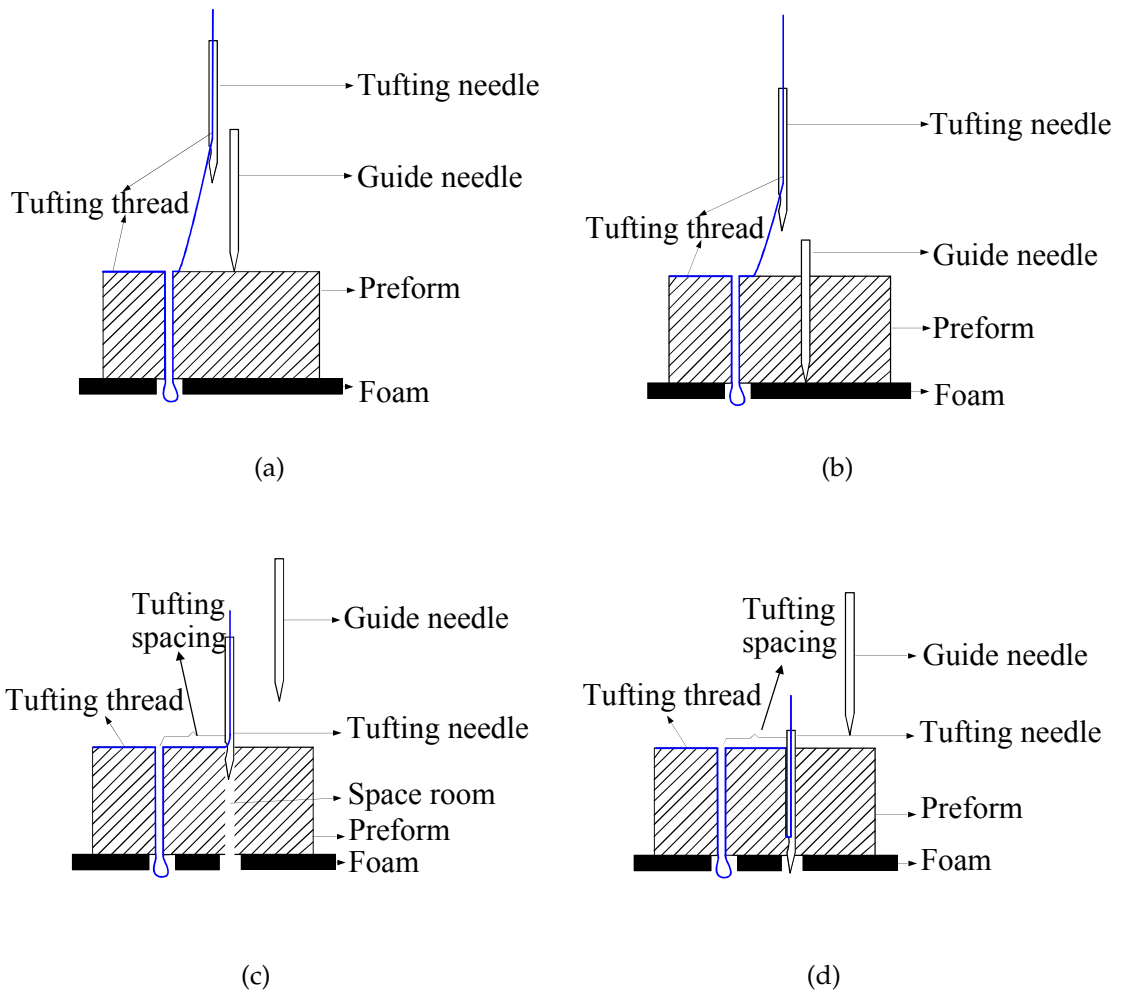 Tufting needle
Guide needle
Tufting thread
Preform
Foam
(a)
Tufting needle
Tufting thread
Guide needle
Preform
Foam
(b)
Tufting
spacing
Guide needle
Tufting thread
Tufting needle
Space room
Preform
Foam
(c)
Tufting
spacing
Guide needle
Tufting thread
Tufting needle
Preform
Foam
(d)